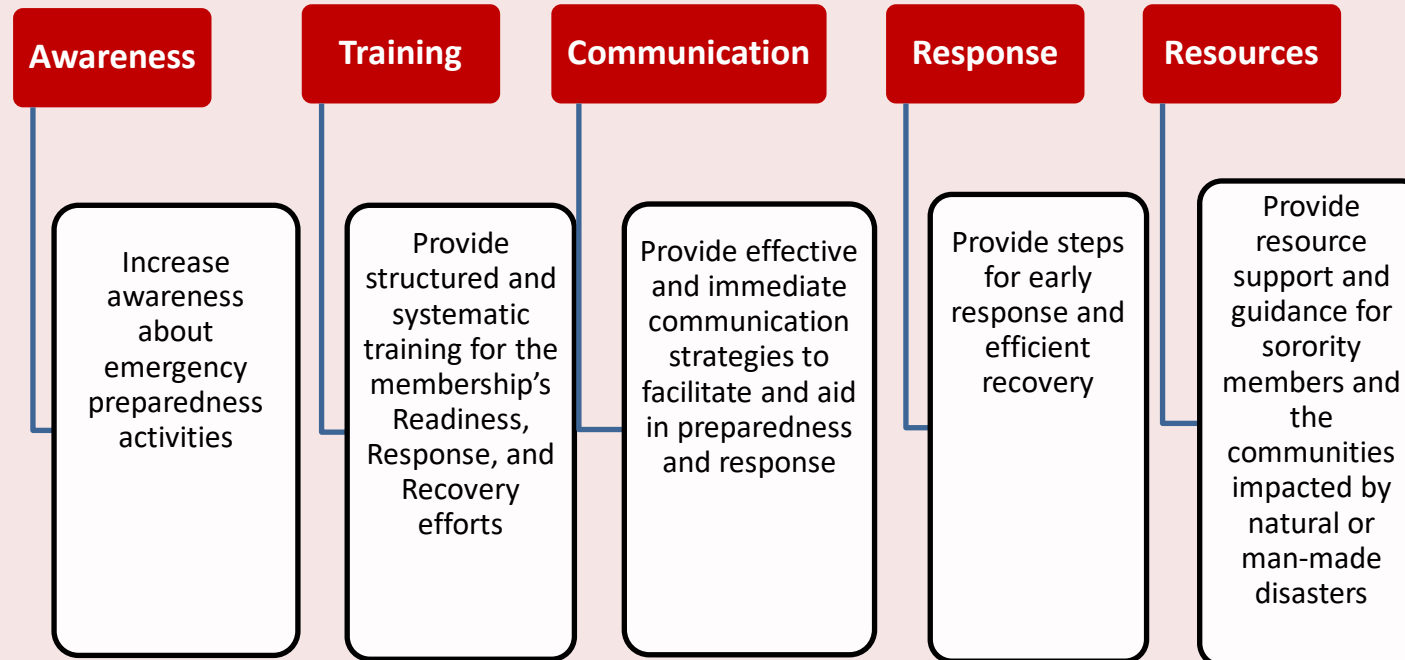 Awareness
Increase
awareness
about
emergency
preparedness
activities
Training
Provide
structured and
systematic
training for the
membership’s
Readiness,
Response, and
Recovery
efforts
Communication
Provide effective
and immediate
communication
strategies to
facilitate and aid
in preparedness
and response
Response
Provide steps
for early
response and
efficient
recovery
Resources
Provide
resource
support and
guidance for
sorority
members and
the
communities
impacted by
natural or
man-made
disasters